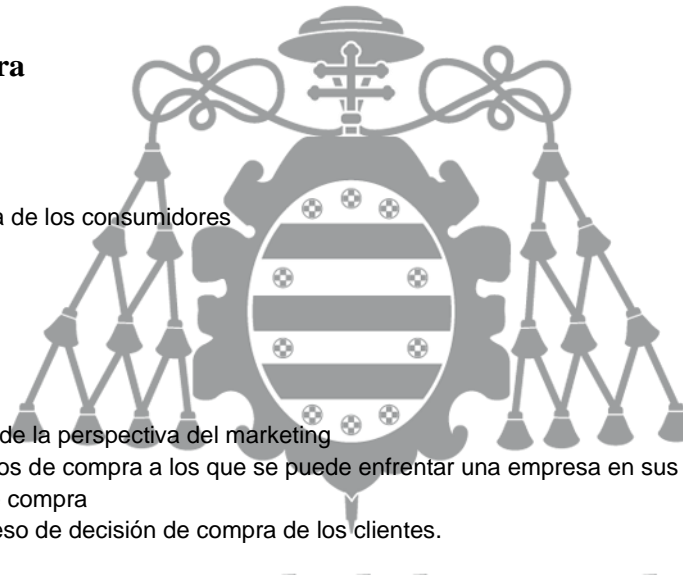 ra
a de los consumidores
de la perspectiva del marketing
os de compra a los que se puede enfrentar una empresa en sus
compra
eso de decisión de compra de los clientes.